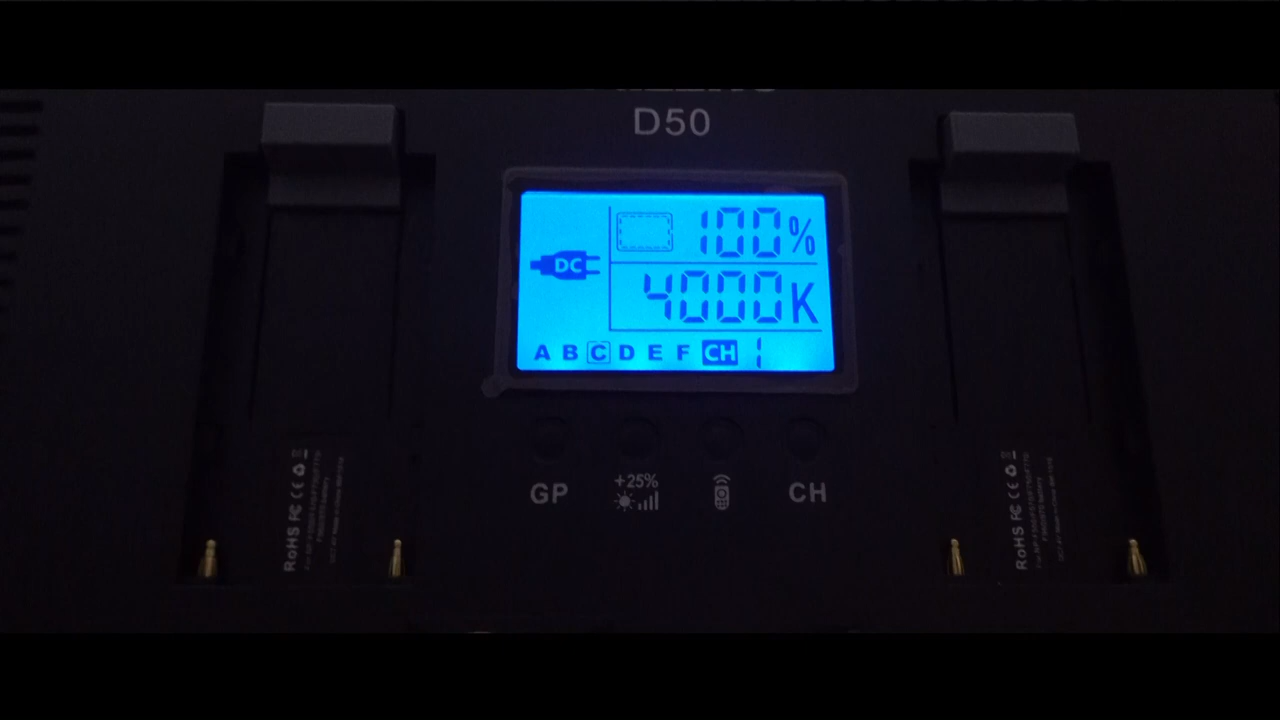 D50
100%
DC
4000K
A B C D E F CH 1
+25%
GP
CH
RoHS FC CE
RoHS FC CE